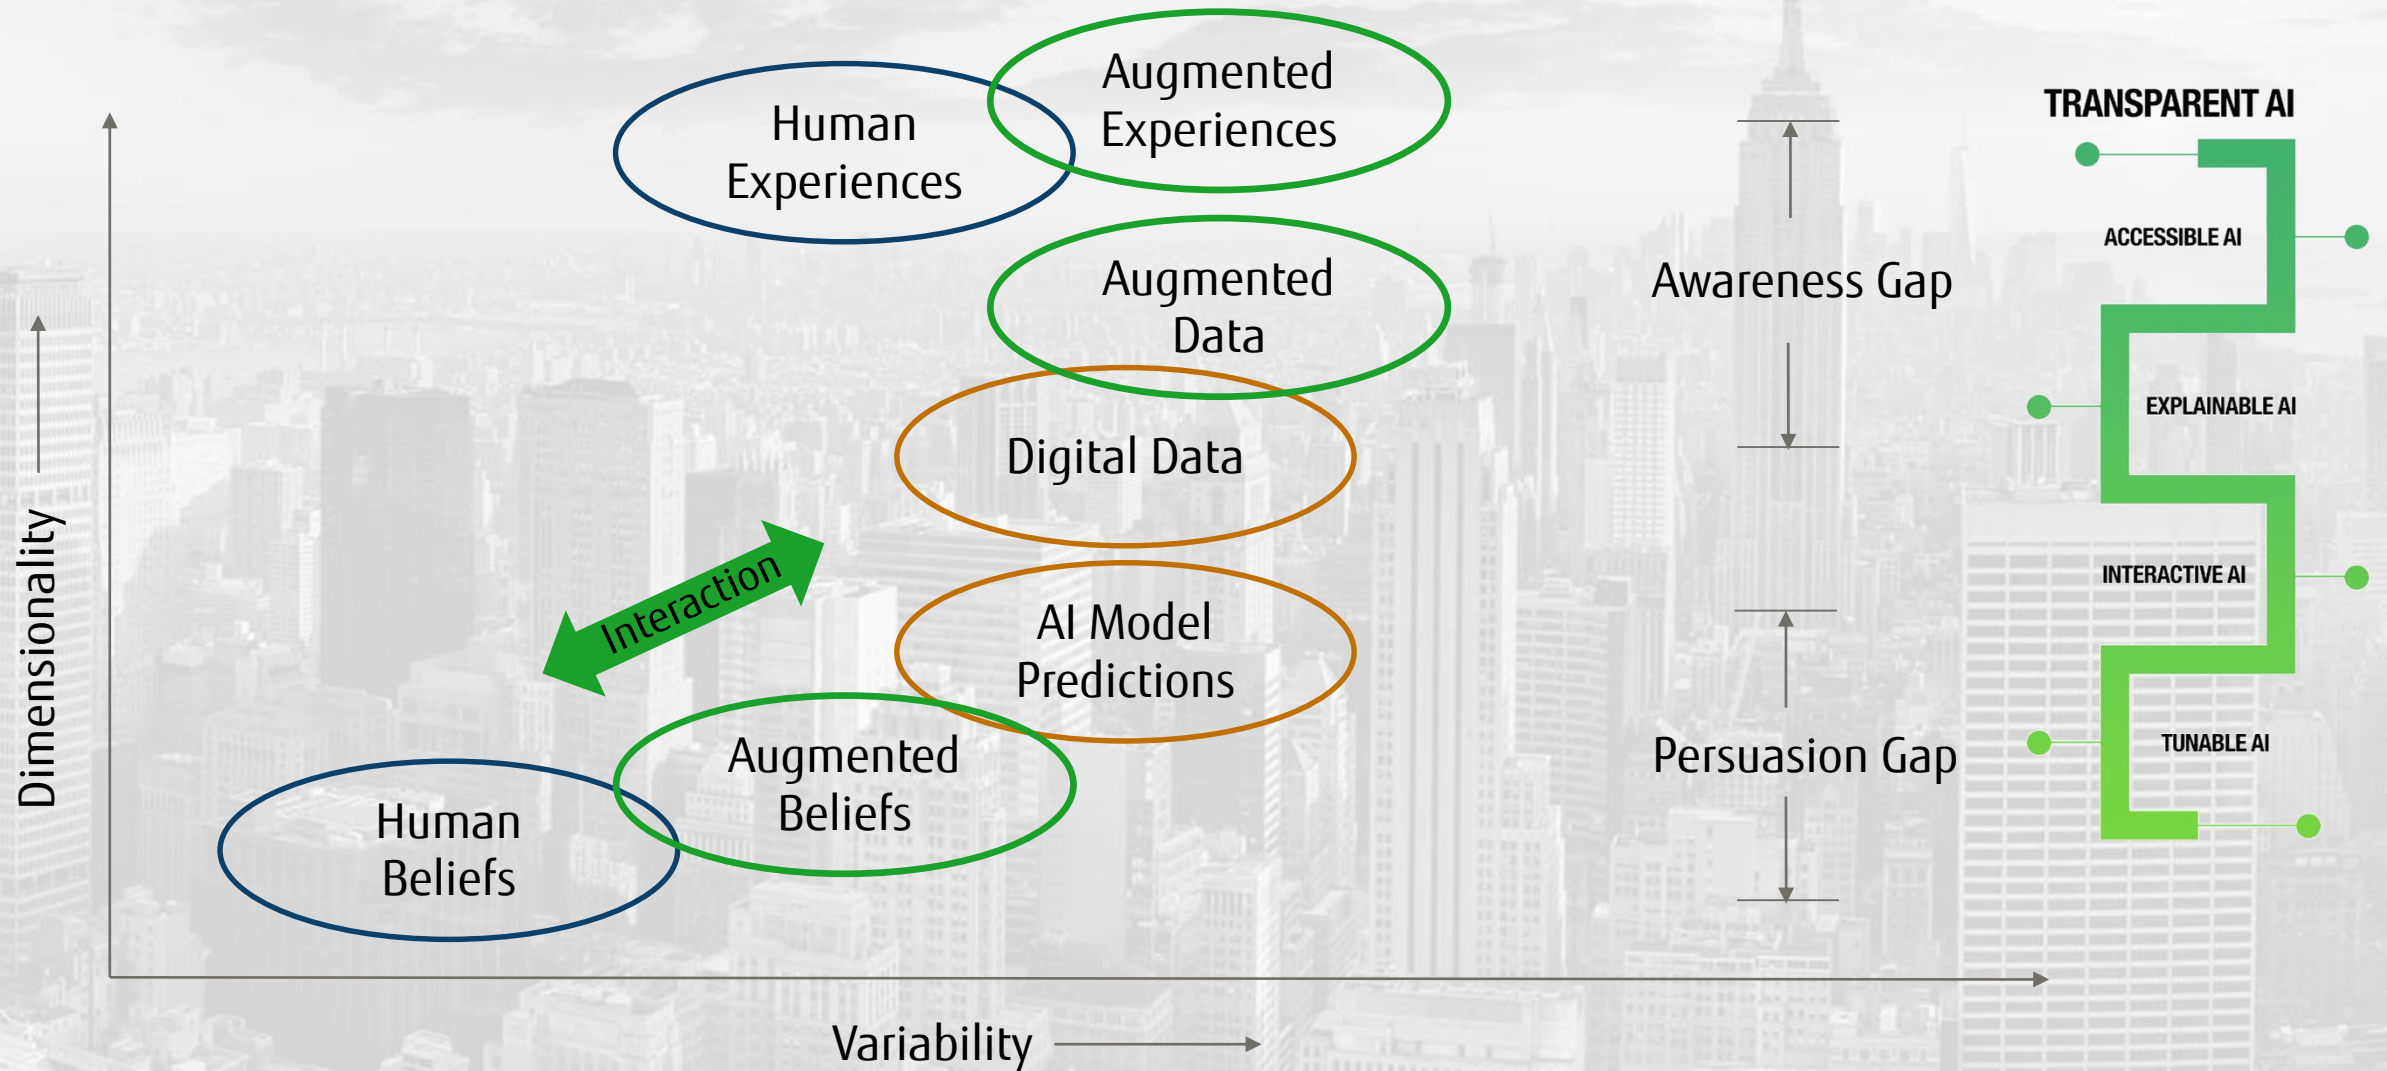 Augmented
Experiences
Human
Experiences
TRANSPARENT AI
ACCESSIBLE AI
Augmented
Data
Awareness Gap
EXPLAINABLE AI
Digital Data
Interaction
INTERACTIVE AI
AI Model
Predictions
Dimensionality
Augmented
Beliefs
Persuasion Gap
TUNABLE AI
Human
Beliefs
Variability